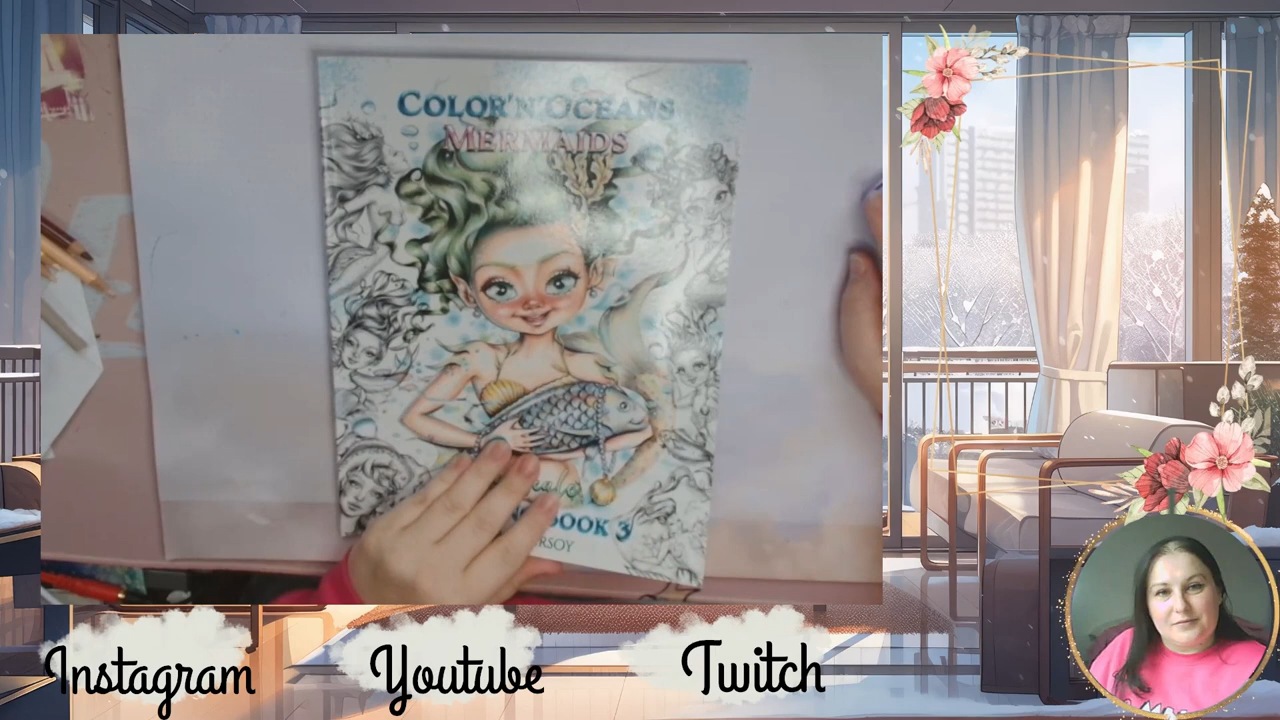 COLOR'N'OCEANS
MERMAIDS
BOOK 3
Instagram
Youtube
Twitch